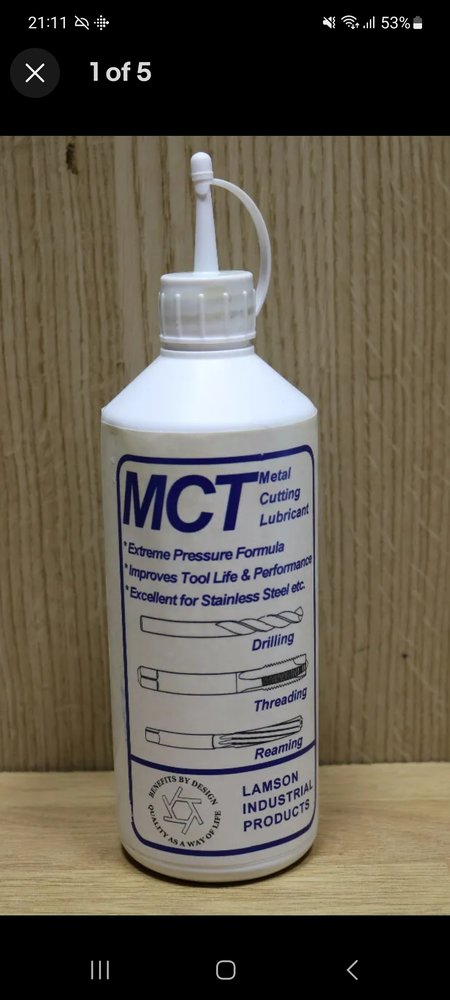 21:11
53%
1 of 5
MCT
Metal
Cutting
Lubricant
*Extreme Pressure Formula
*Improves Tool Life & Performance
*Excellent for Stainless Steel etc.
Drilling
Threading
Reaming
BENEFITS BY DESIGN
QUALITY AS A WAY OF LIFE
LAMSON
INDUSTRIAL
PRODUCTS